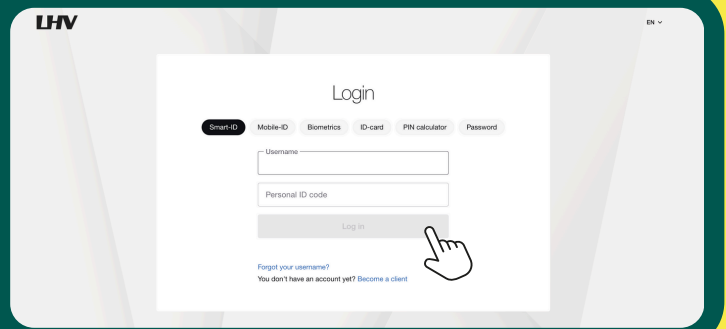 LHV
EN
Login
Smart-ID Mobile-ID Biometrics ID-card PIN calculator Password
Username
Personal ID code
Log in
Forgot your username?
You don't have an account yet? Become a client